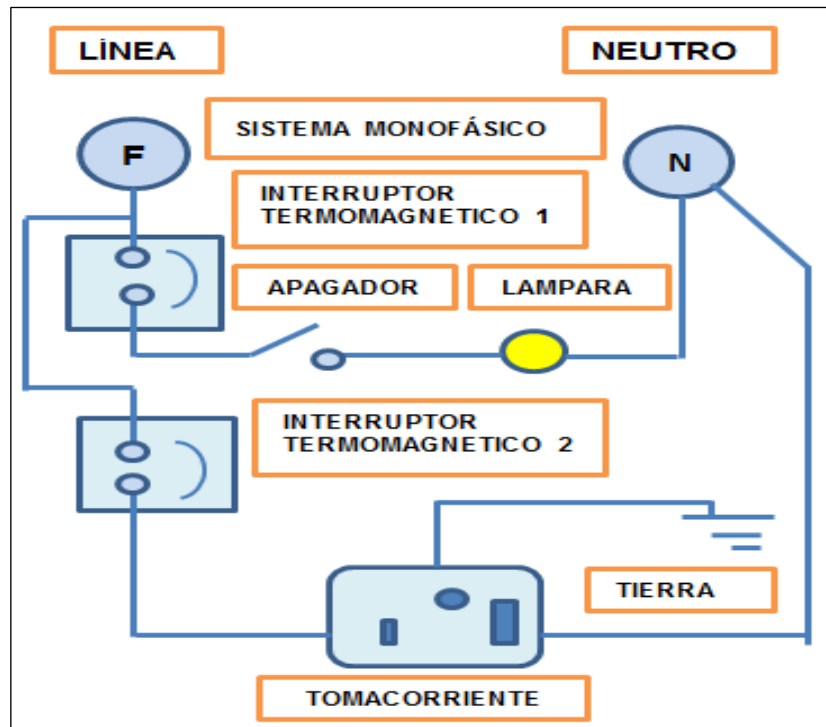 LÍNEA
NEUTRO
SISTEMA MONOFÁSICO
F
N
INTERRUPTOR
TERMOMAGNETICO 1
APAGADOR
LAMPARA
INTERRUPTOR
TERMOMAGNETICO 2
TIERRA
TOMACORRIENTE